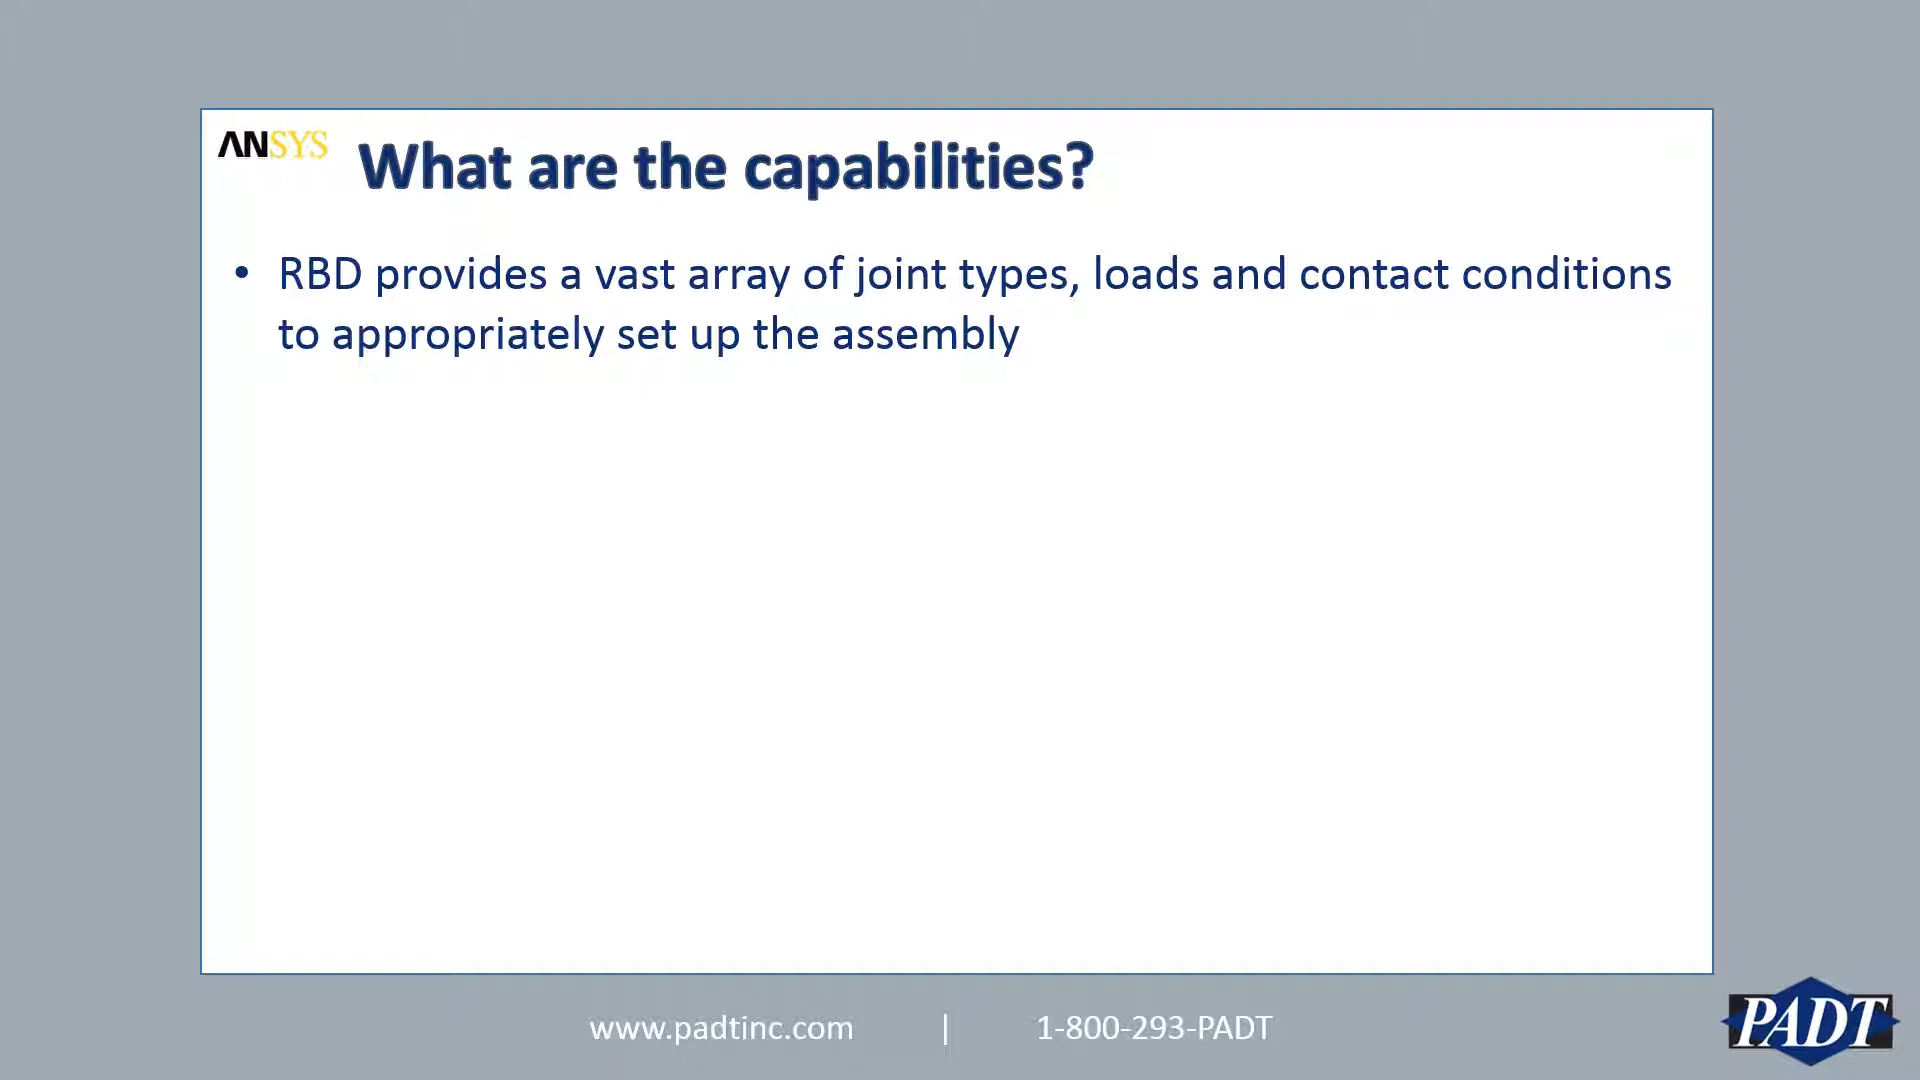 ANSYS
What are the capabilities?
• RBD provides a vast array of joint types, loads and contact conditions
to appropriately set up the assembly
www.padtinc.com | 1-800-293-PADT
PADT